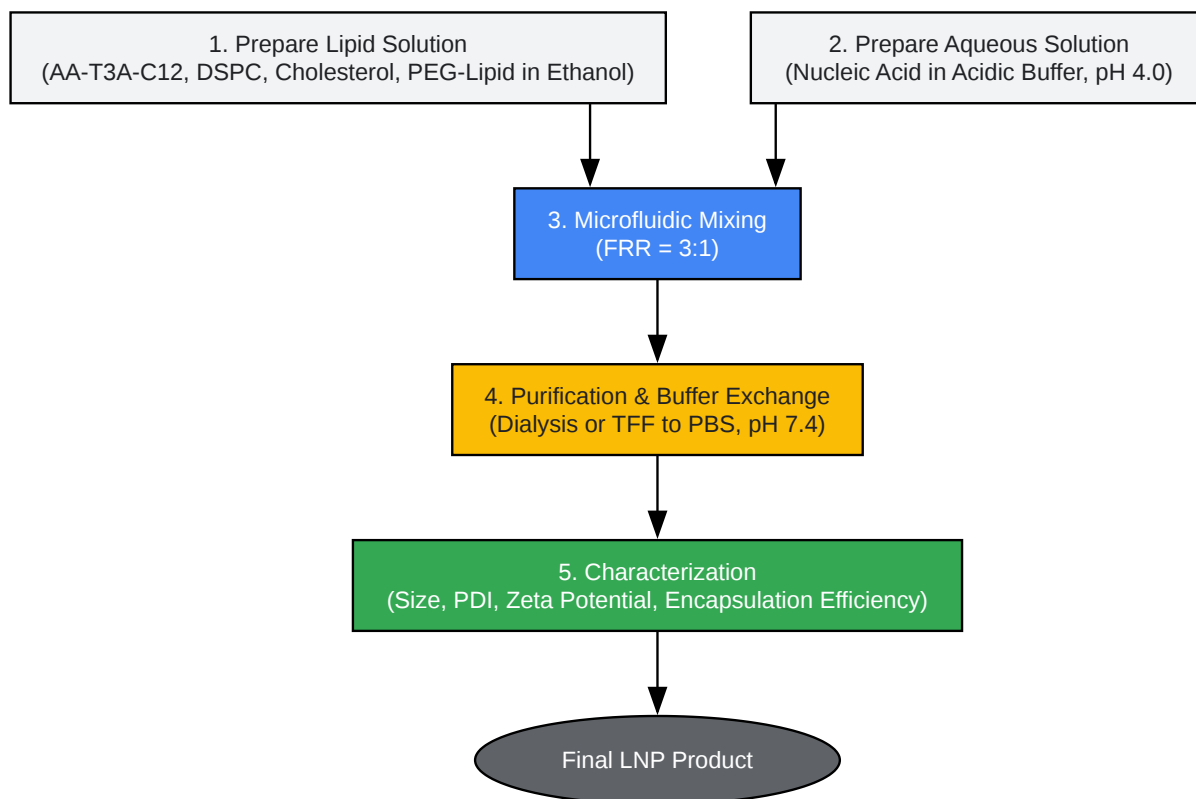 1. Prepare Lipid Solution
(AA-T3A-C12, DSPC, Cholesterol, PEG-Lipid in Ethanol)
2. Prepare Aqueous Solution
(Nucleic Acid in Acidic Buffer, pH 4.0)
3. Microfluidic Mixing
(FRR = 3:1)
4. Purification & Buffer Exchange
(Dialysis or TFF to PBS, pH 7.4)
5. Characterization
(Size, PDI, Zeta Potential, Encapsulation Efficiency)
Final LNP Product